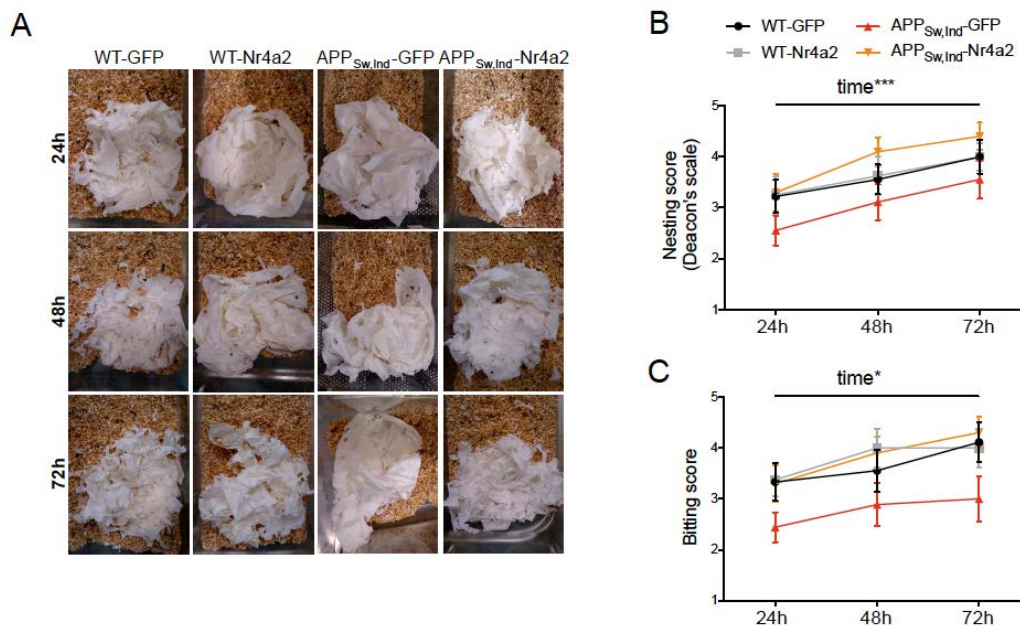 A
WT-GFP WT-Nr4a2 APPSw,Ind-GFP APPSw,Ind-Nr4a2
24h
48h
72h
B
WT-GFP APPSw,Ind-GFP
WT-Nr4a2 APPSw,Ind-Nr4a2
time***
Nesting score
(Deacon's scale)
5
4
3
2
1
24h 48h 72h
C
time*
Bitting score
5
4
3
2
1
24h 48h 72h